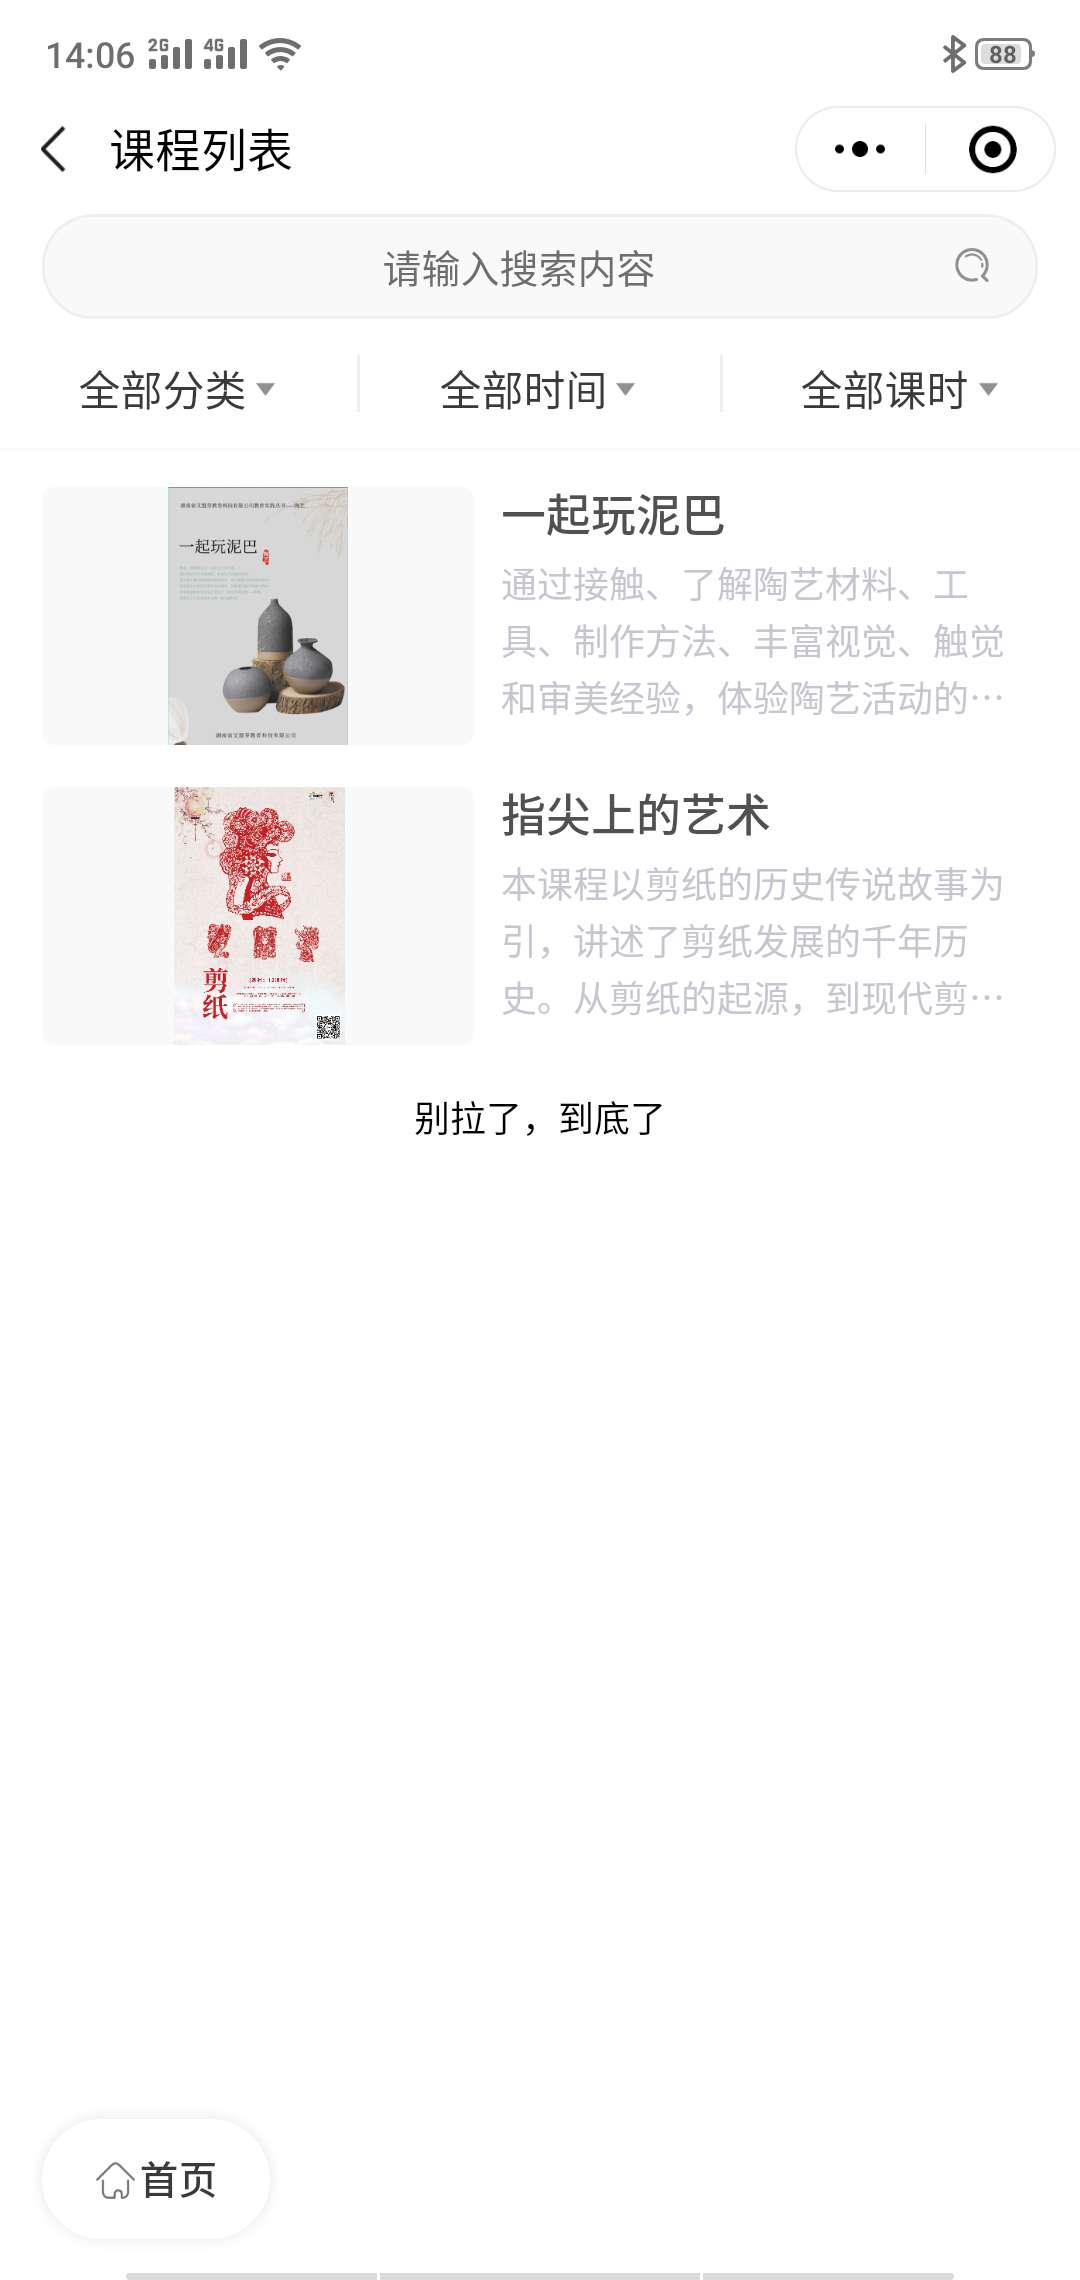 14:06 2G 4G 88
课程列表
请输入搜索内容
全部分类 全部时间 全部课时
一起玩泥巴
一起玩泥巴
通过接触、了解陶艺材料、工
具、制作方法、丰富视觉、触觉
和审美经验，体验陶艺活动的…
剪纸
指尖上的艺术
本课程以剪纸的历史传说故事为
引，讲述了剪纸发展的千年历
史。从剪纸的起源，到现代剪…
别拉了，到底了
首页